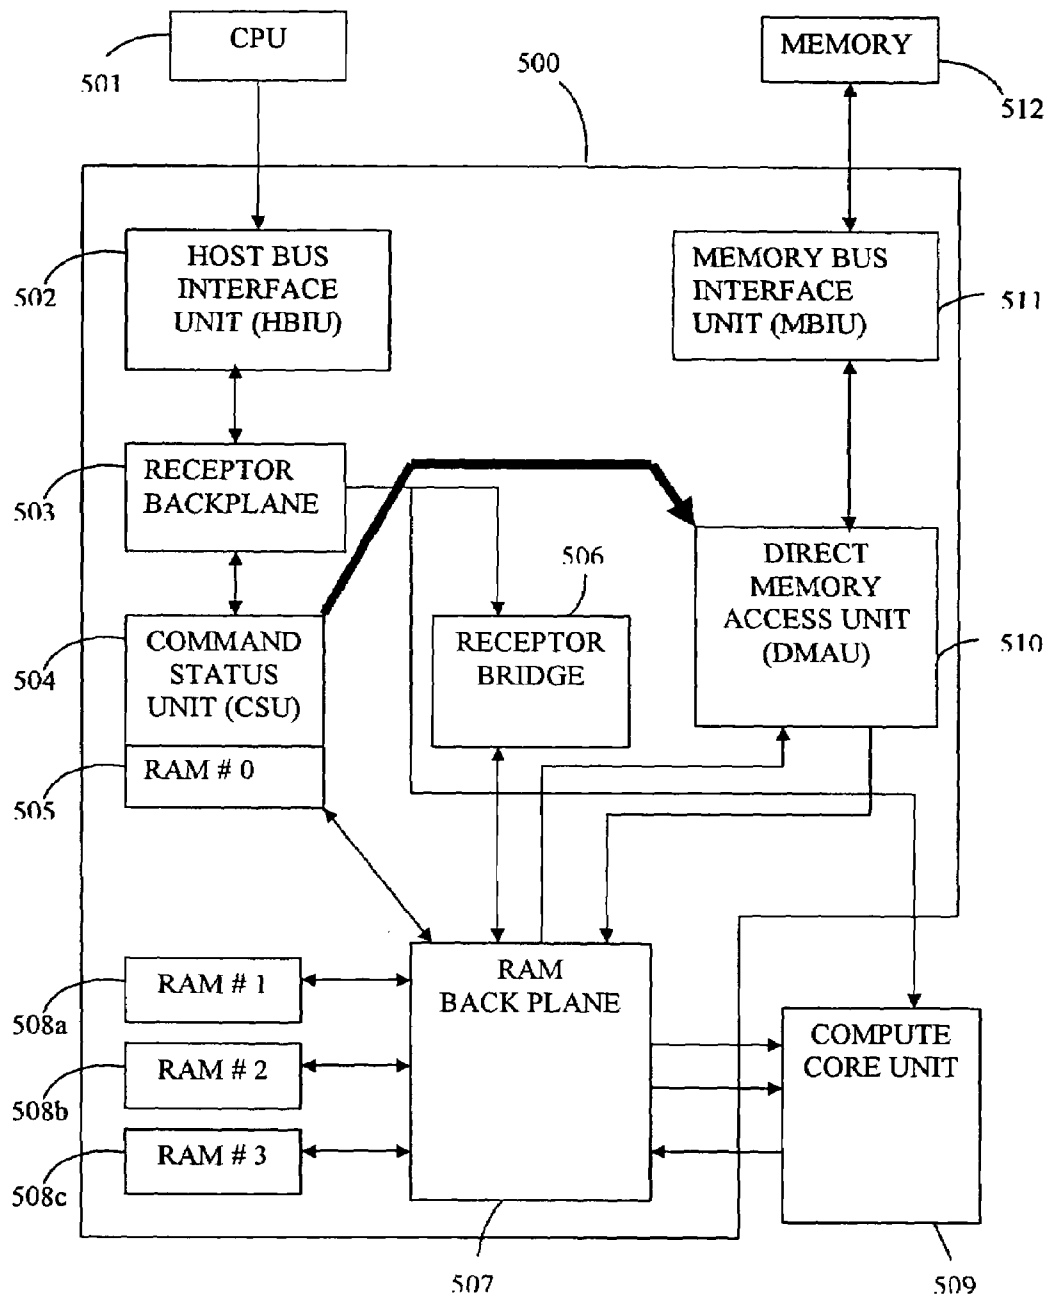 CPU
501
500
MEMORY
512
HOST BUS
INTERFACE
UNIT (HBIU)
502
MEMORY BUS
INTERFACE
UNIT (MBIU)
511
RECEPTOR
BACKPLANE
503
506
DIRECT
MEMORY
ACCESS UNIT
(DMAU)
510
COMMAND
STATUS
UNIT (CSU)
504
RECEPTOR
BRIDGE
RAM # 0
505
RAM
BACK PLANE
RAM # 1
508a
RAM # 2
508b
RAM # 3
508c
COMPUTE
CORE UNIT
507
509